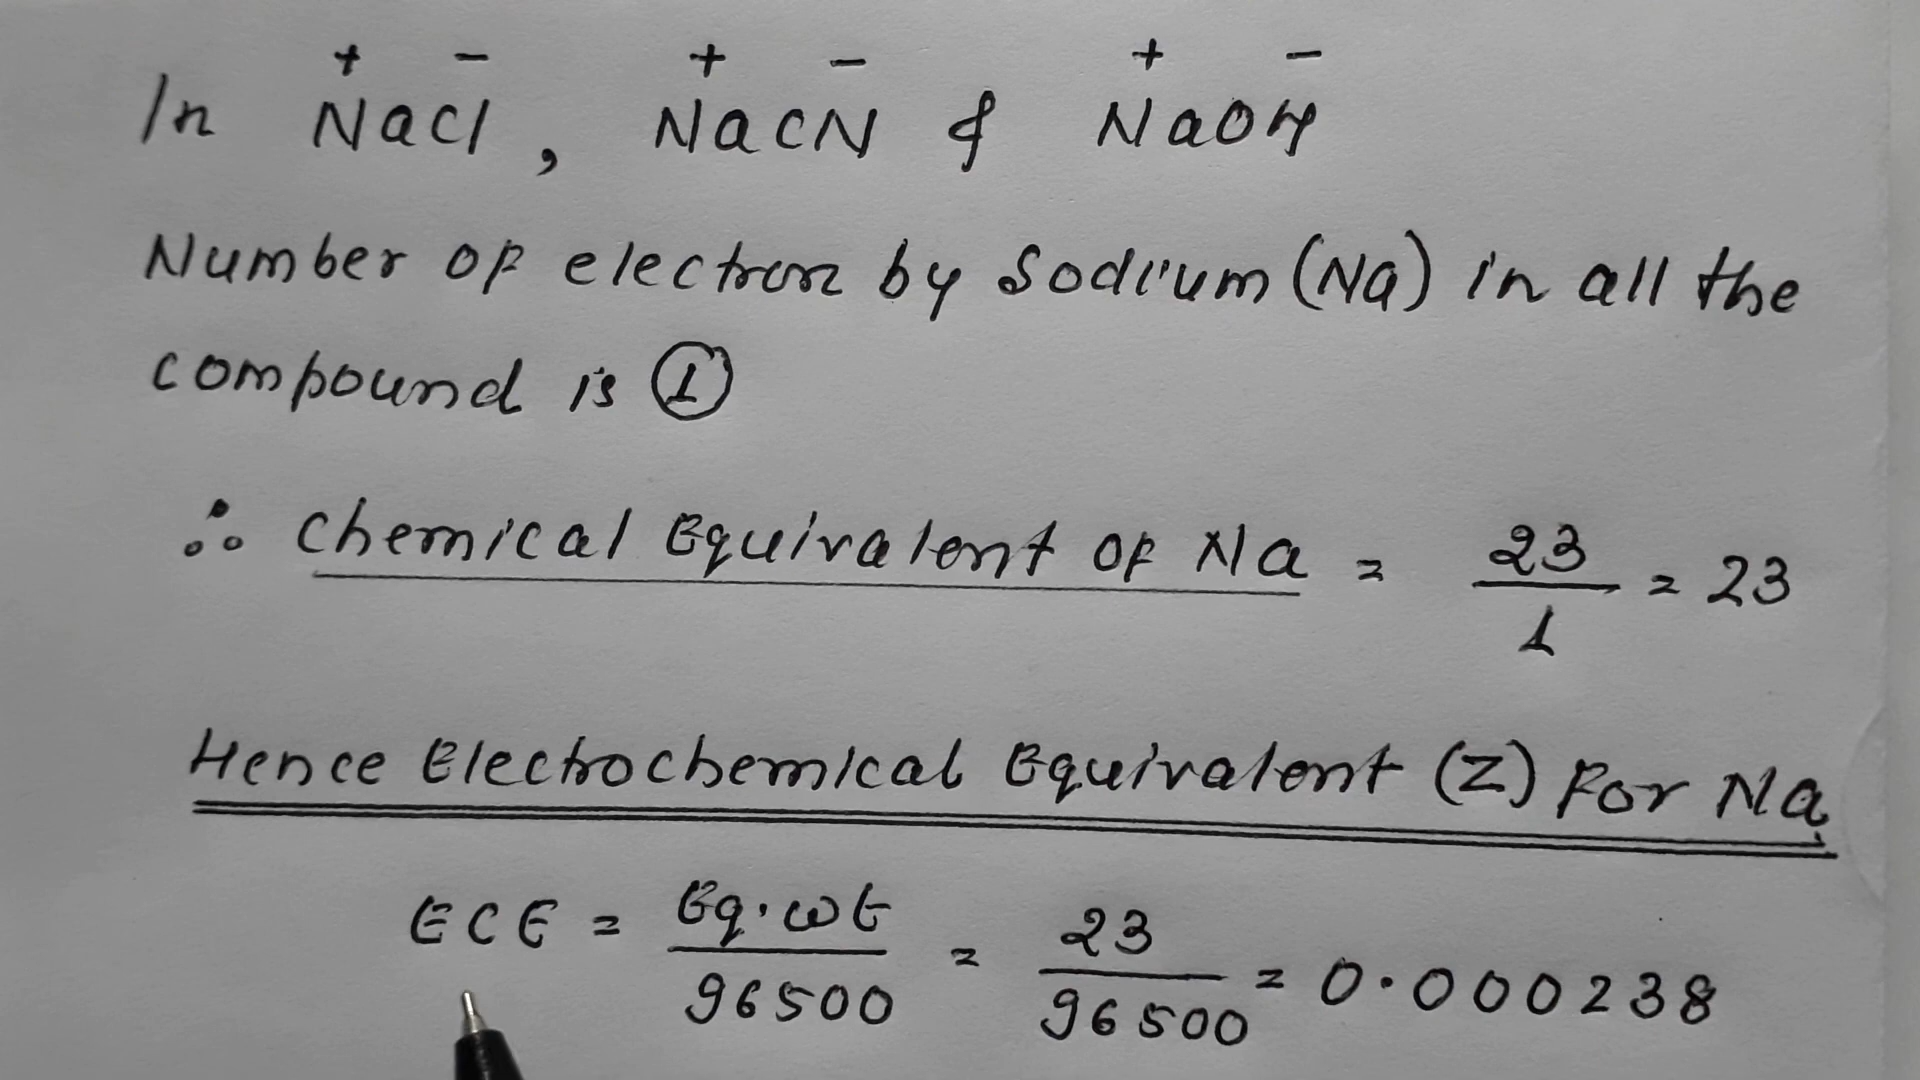 + - + - + -
In NaCl, NaCN & NaOH
Number of electron by Sodium (Na) in all the
compound is ①
∴ Chemical Equivalent of Na = 23/1 = 23
Hence Electrochemical Equivalent (Z) for Na,
ECE = Eq.wt/96500 = 23/96500 = 0.000238